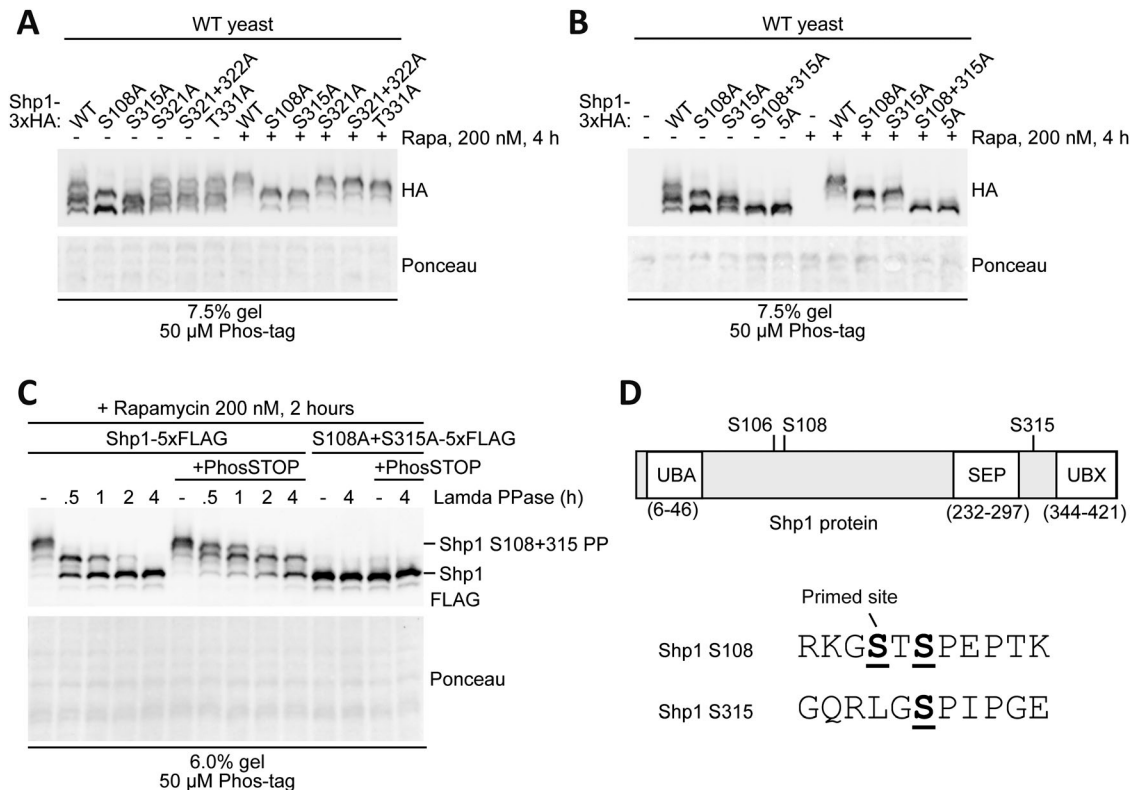 A
WT yeast
Shp1-
3xHA:
WT
S108A
S315A
S321A
S321+322A
T331A
WT
S108A
S315A
S321A
S321+322A
T331A
- - - - - - + + + + + +
Rapa, 200 nM, 4 h
HA
Ponceau
7.5% gel
50 µM Phos-tag
B
WT yeast
Shp1-
3xHA:
-
WT
S108A
S315A
S108+315A
5A
-
WT
S108A
S315A
S108+315A
5A
- - - - - - + + + + + +
Rapa, 200 nM, 4 h
HA
Ponceau
7.5% gel
50 µM Phos-tag
C
+ Rapamycin 200 nM, 2 hours
Shp1-5xFLAG S108A+S315A-5xFLAG
+PhosSTOP +PhosSTOP
- .5 1 2 4 - .5 1 2 4 - 4 - 4 Lamda PPase (h)
Shp1 S108+315 PP
Shp1
FLAG
Ponceau
6.0% gel
50 µM Phos-tag
D
S106 S108 S315
UBA SEP UBX
(6-46) Shp1 protein (232-297) (344-421)
Primed site
Shp1 S108 RKGSTSPEPTK
Shp1 S315 GQRLGSPIPGE